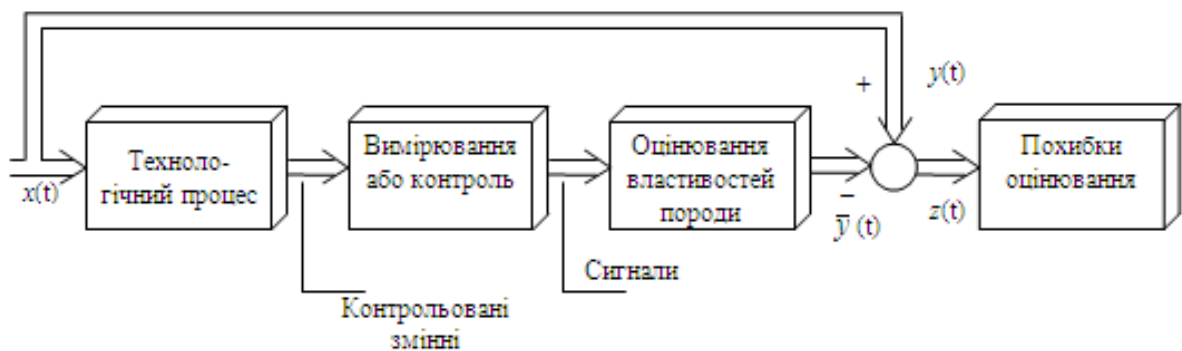 y(t)
+
Техноло-
гічний процес
Вимірювання
або контроль
Оцінювання
властивостей
породи
Похибки
оцінювання
x(t)
–
y̅ (t)
z(t)
Сигнали
Контрольовані
змінні